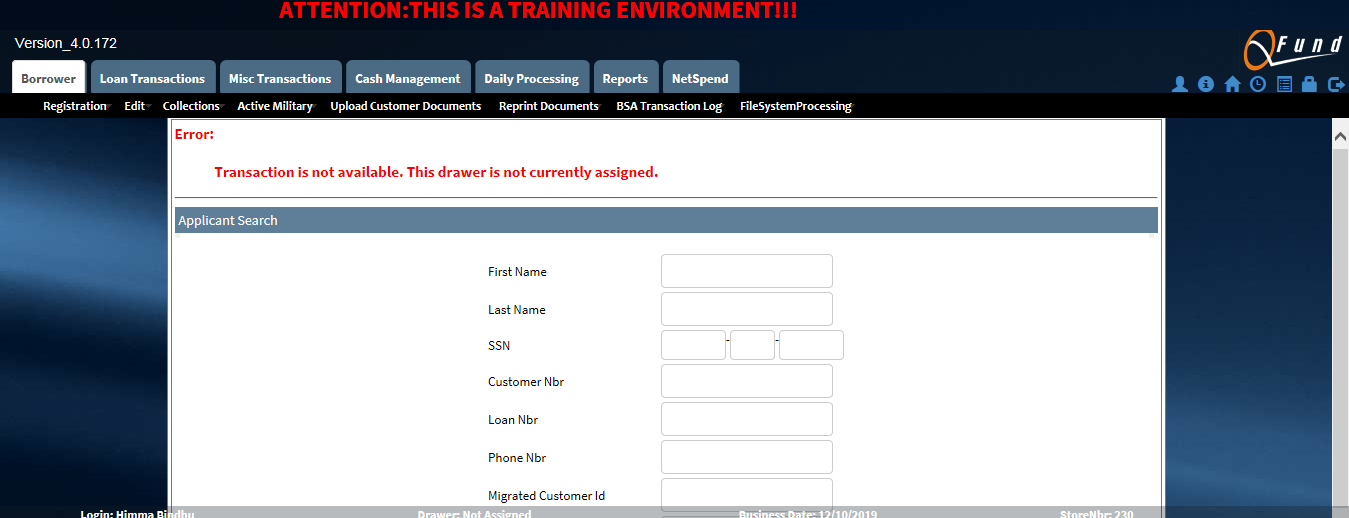 ATTENTION:THIS IS A TRAINING ENVIRONMENT!!!
Version_4.0.172
QFund
Borrower Loan Transactions Misc Transactions Cash Management Daily Processing Reports NetSpend
Registration Edit Collections Active Military Upload Customer Documents Reprint Documents BSA Transaction Log FileSystemProcessing
Error:
Transaction is not available. This drawer is not currently assigned.
Applicant Search
First Name
Last Name
SSN - -
Customer Nbr
Loan Nbr
Phone Nbr
Migrated Customer Id
Login: Himma Bindhu Drawer: Not Assigned Business Date: 12/10/2019 StoreNbr: 230